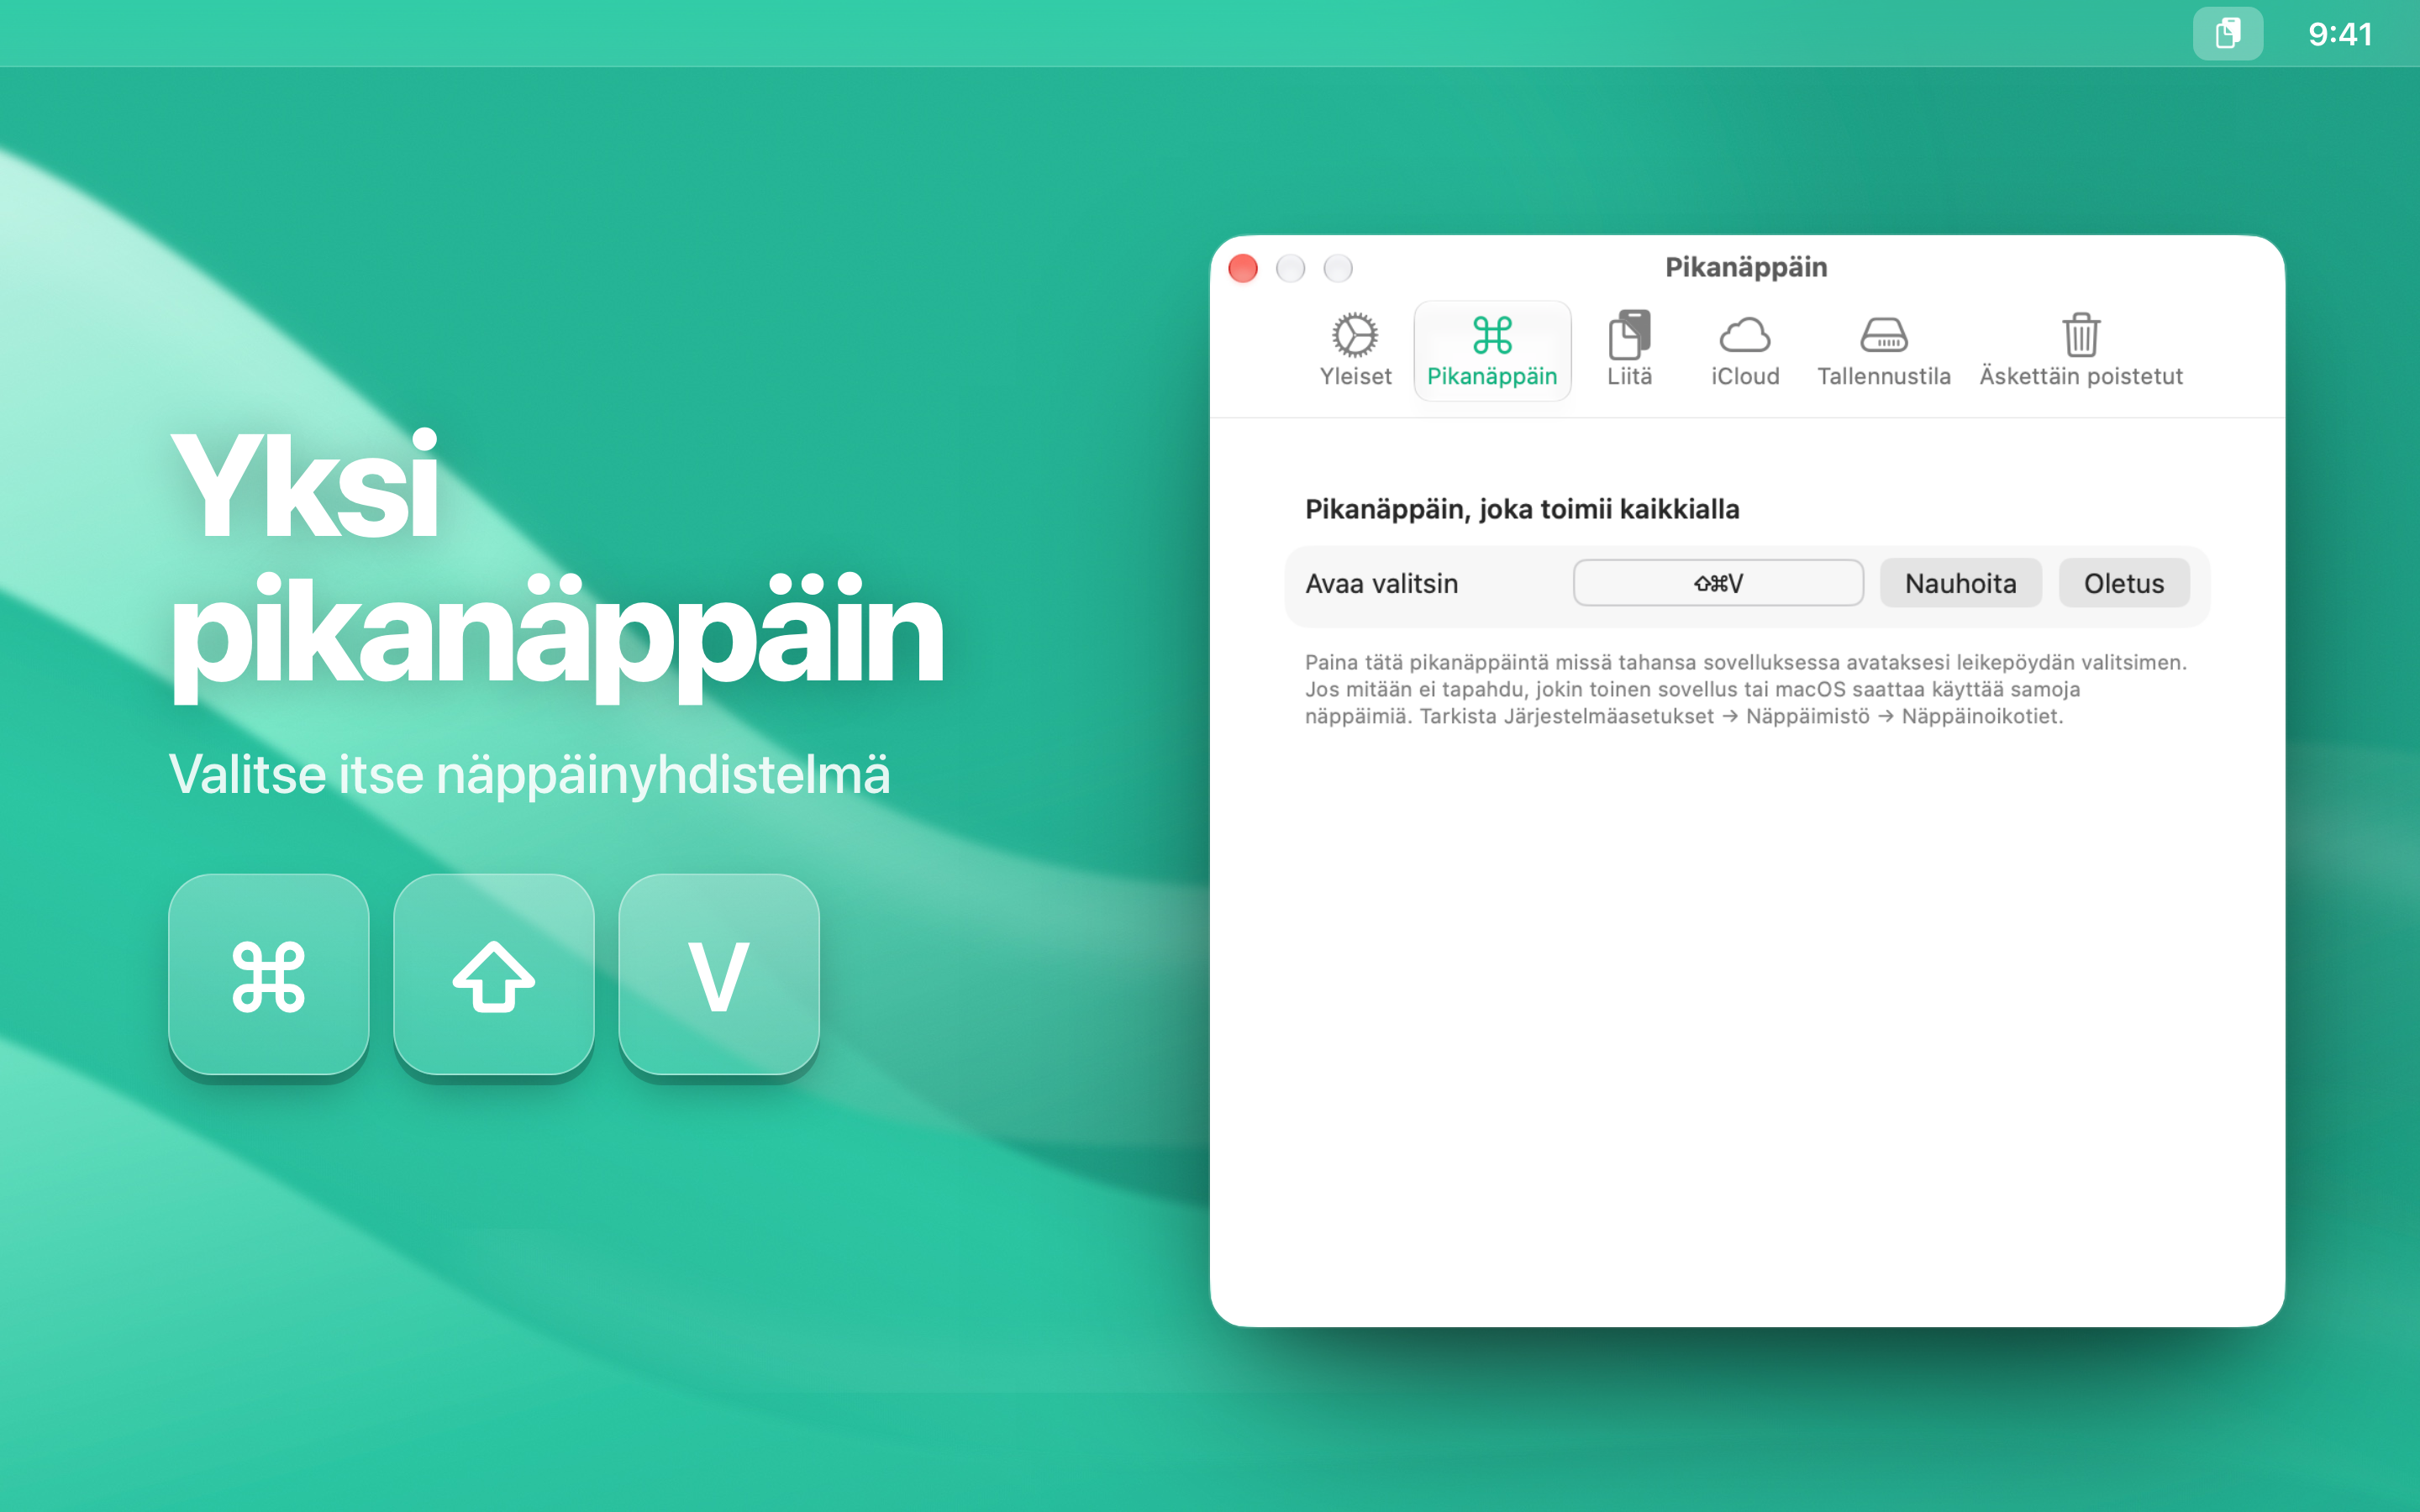 9:41
Yksi
pikanäppäin
Valitse itse näppäinyhdistelmä
⌘ ⇧ V
Pikanäppäin
Yleiset Pikanäppäin Liitä iCloud Tallennustila Äskettäin poistetut
Pikanäppäin, joka toimii kaikkialla
Avaa valitsin ⇧⌘V Nauhoita Oletus
Paina tätä pikanäppäintä missä tahansa sovelluksessa avataksesi leikepöydän valitsimen.
Jos mitään ei tapahdu, jokin toinen sovellus tai macOS saattaa käyttää samoja
näppäimiä. Tarkista Järjestelmäasetukset → Näppäimistö → Näppäinoikotiet.